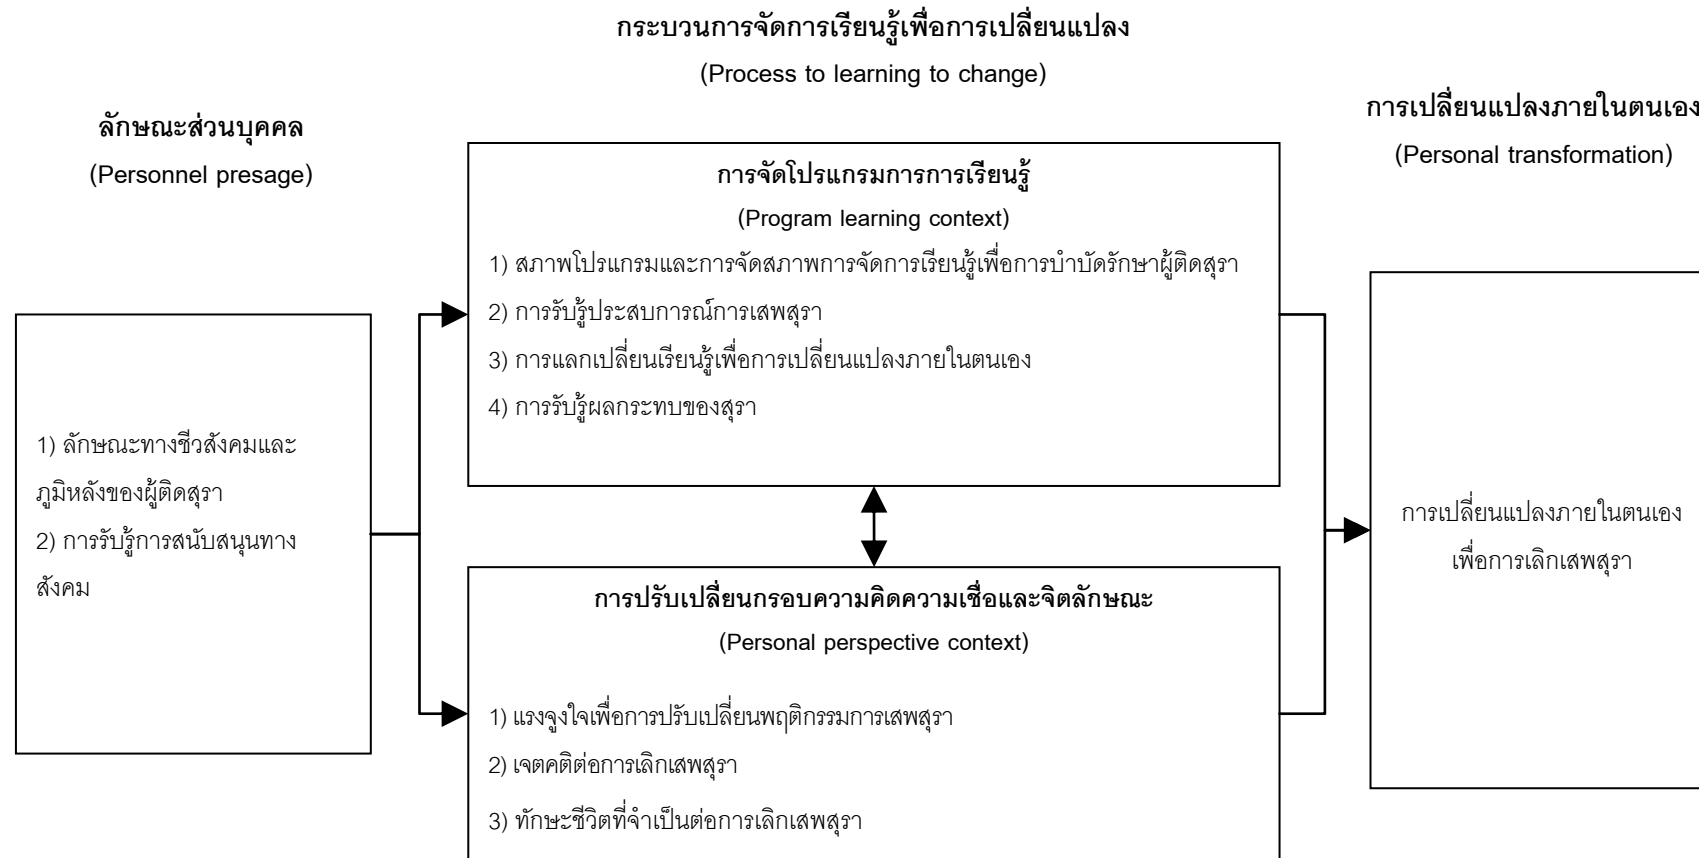 กระบวนการจัดการเรียนรู้เพื่อการเปลี่ยนแปลง
(Process to learning to change)
ลักษณะส่วนบุคคล
(Personnel presage)
การเปลี่ยนแปลงภายในตนเอง
(Personal transformation)
1) ลักษณะทางชีวสังคมและ
ภูมิหลังของผู้ติดสุรา
2) การรับรู้การสนับสนุนทาง
สังคม
การจัดโปรแกรมการการเรียนรู้
(Program learning context)
1) สภาพโปรแกรมและการจัดสภาพการจัดการเรียนรู้เพื่อการบำบัดรักษาผู้ติดสุรา
2) การรับรู้ประสบการณ์การเสพสุรา
3) การแลกเปลี่ยนเรียนรู้เพื่อการเปลี่ยนแปลงภายในตนเอง
4) การรับรู้ผลกระทบของสุรา
การปรับเปลี่ยนกรอบความคิดความเชื่อและจิตลักษณะ
(Personal perspective context)
1) แรงจูงใจเพื่อการปรับเปลี่ยนพฤติกรรมการเสพสุรา
2) เจตคติต่อการเลิกเสพสุรา
3) ทักษะชีวิตที่จำเป็นต่อการเลิกเสพสุรา
การเปลี่ยนแปลงภายในตนเอง
เพื่อการเลิกเสพสุรา